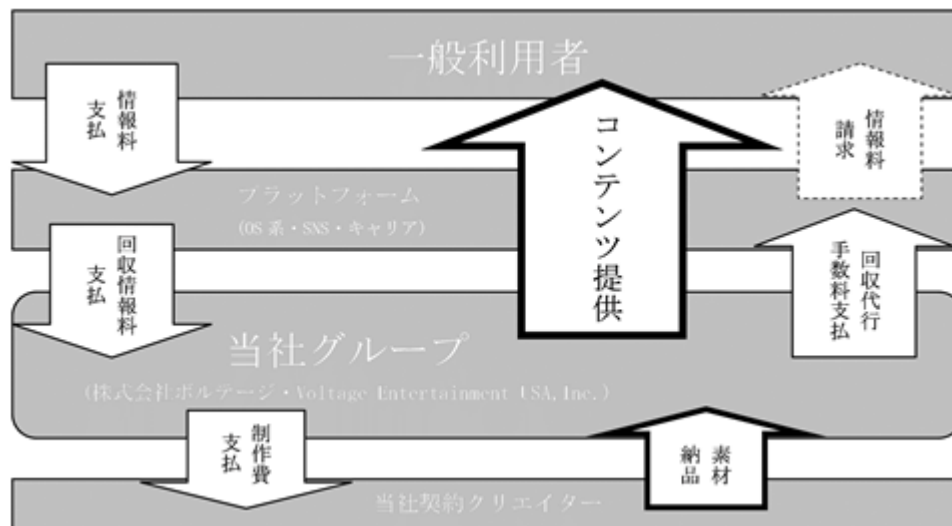 一般利用者
情報料
支払
コンテンツ提供
情報料
請求
プラットフォーム
(OS系・SNS・キャリア)
回収情報料
支払
回収代行
手数料支払
当社グループ
(株式会社ボルテージ・Voltage Entertainment USA,Inc.)
制作費
支払
素材
納品
当社契約クリエイター